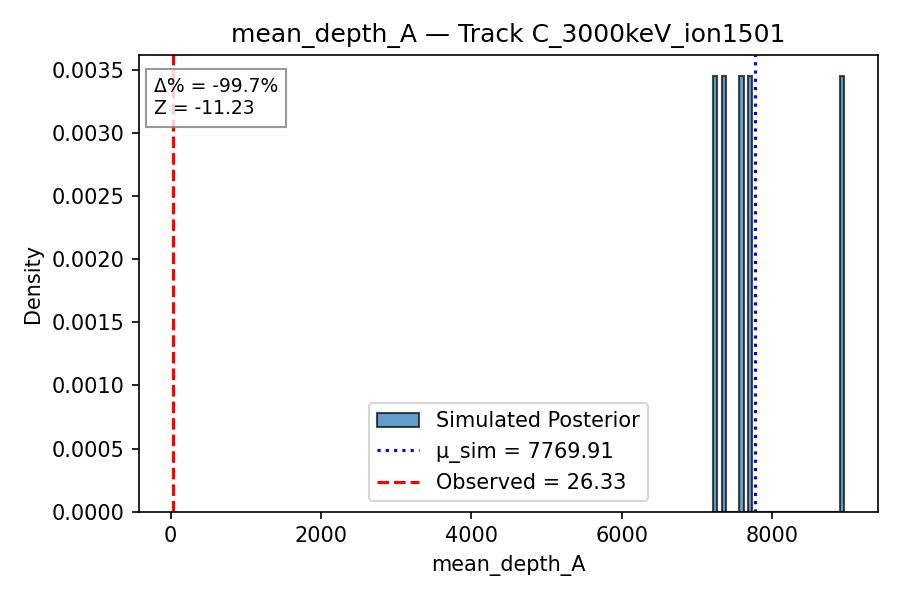 mean_depth_A — Track C_3000keV_ion1501
Δ% = -99.7%
Z = -11.23
Density
0.0035
0.0030
0.0025
0.0020
0.0015
0.0010
0.0005
0.0000
Simulated Posterior
μ_sim = 7769.91
Observed = 26.33
0 2000 4000 6000 8000
mean_depth_A